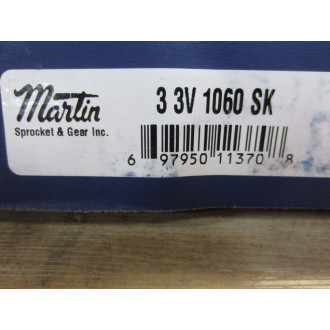 Martin
Sprocket & Gear Inc.
3 3V 1060 SK
6 97950 11370 8